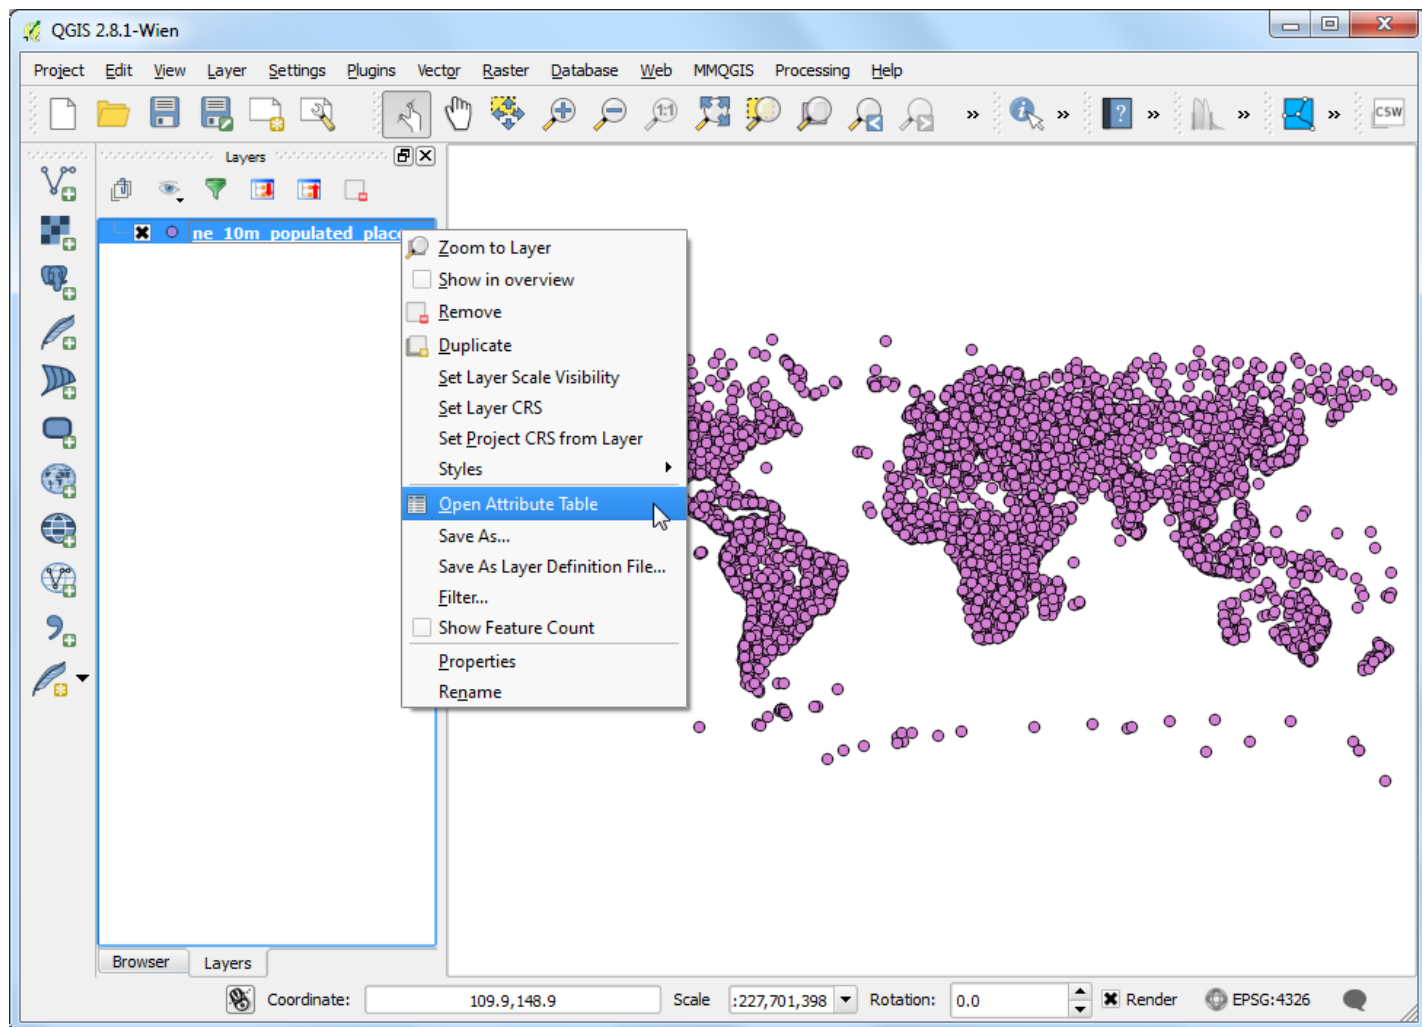 QGIS 2.8.1-Wien
Project Edit View Layer Settings Plugins Vector Raster Database Web MMQGIS Processing Help
1:1
?
CSW
Layers
ne_10m_populated_plac
Zoom to Layer
Show in overview
Remove
Duplicate
Set Layer Scale Visibility
Set Layer CRS
Set Project CRS from Layer
Styles
Open Attribute Table
Save As...
Save As Layer Definition File...
Filter...
Show Feature Count
Properties
Rename
Browser Layers
Coordinate: 109.9,148.9 Scale :227,701,398 Rotation: 0.0 Render EPSG:4326